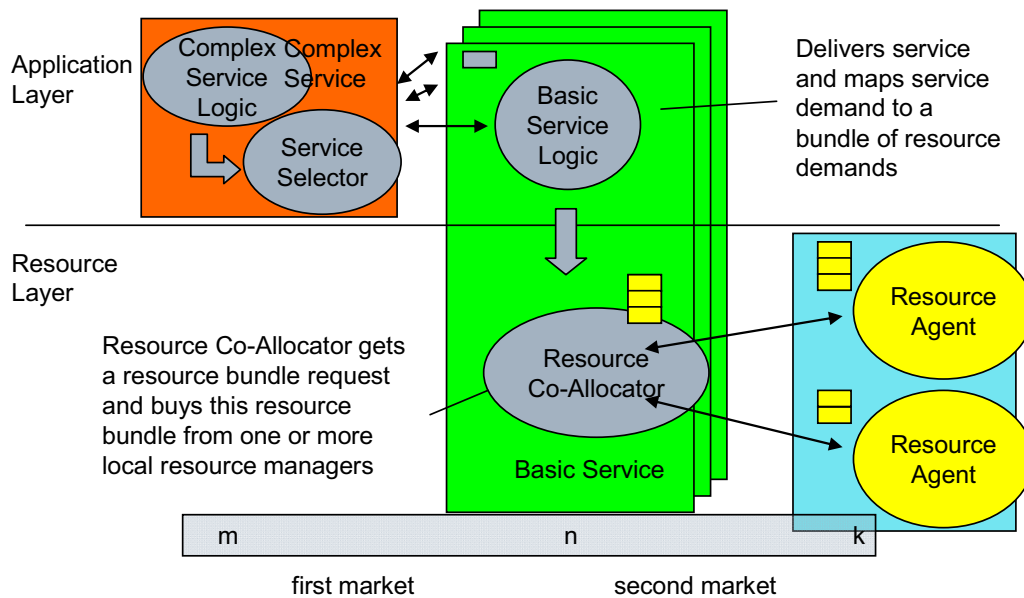 Application
Layer
Complex
Service
Logic
Complex
Service
Service
Selector
Basic
Service
Logic
Delivers service
and maps service
demand to a
bundle of resource
demands
Resource
Layer
Resource Co-Allocator gets
a resource bundle request
and buys this resource
bundle from one or more
local resource managers
Resource
Co-Allocator
Basic Service
Resource
Agent
Resource
Agent
m
n
k
first market
second market